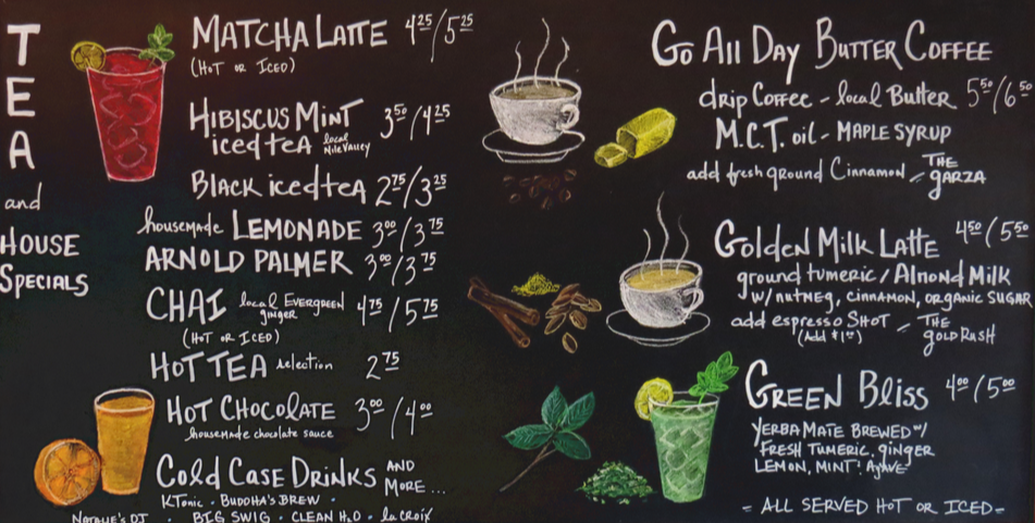 TEA
and
HOUSE
SPECIALS
MATCHA LATTE 4 25/5 25
(HOT OR ICED)
HIBISCUS MINT 3 50/4 25
iced tea local Nile Valley
BLACK iced tea 2 75/3 25
housemade LEMONADE 3 00/3 75
ARNOLD PALMER 3 00/3 75
CHAI local EVERGREEN ginger 4 75/5 75
(HOT OR ICED)
HOT TEA selection 2 75
HOT CHOCOLATE 3 00/4 00
housemade chocolate sauce
Cold Case DRINKS AND MORE...
KTonic · BUDDHA'S BREW ·
· BIG SWIG · CLEAN H2O · la croix
GO All Day BUTTER COFFEE
drip Coffee - local Butter 5 50/6 50
M.C.T. oil - MAPLE SYRUP
add fresh ground Cinnamon - THE GARZA
Golden Milk LATTE 4 50/5 50
ground tumeric / Almond Milk
w/ nutmeg, cinnamon, organic sugar
add espresso SHOT - THE GOLD RUSH
(Add $1 00)
GREEN Bliss 4 00/5 00
YERBA MATE BREWED w/
FRESH TUMERIC, GINGER
LEMON, MINT! AGAVE
- ALL SERVED HOT OR ICED -